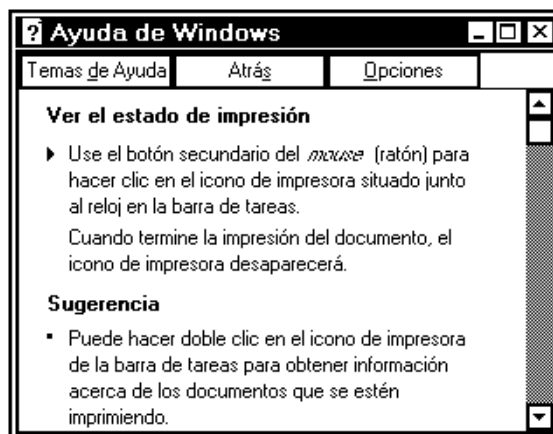 ? Ayuda de Windows
Temas de Ayuda Atrás Opciones
Ver el estado de impresión
Use el botón secundario del mouse (ratón) para
hacer clic en el icono de impresora situado junto
al reloj en la barra de tareas.
Cuando termine la impresión del documento, el
icono de impresora desaparecerá.
Sugerencia
▪ Puede hacer doble clic en el icono de impresora
de la barra de tareas para obtener información
acerca de los documentos que se estén
imprimiendo.